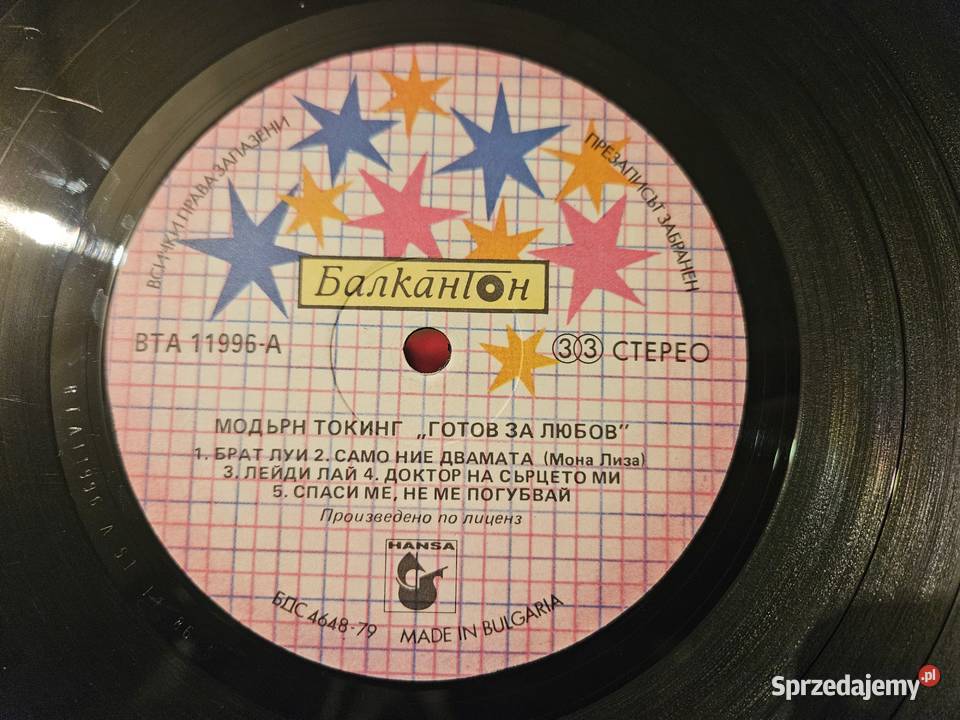 ВСИЧКИ ПРАВА ЗАПАЗЕНИ
ПРЕЗАПИСЪТ ЗАБРАНЕН
Балкантон
ВТА 11996-А
33 СТЕРЕО
МОДЬРН ТОКИНГ „ГОТОВ ЗА ЛЮБОВ"
1. БРАТ ЛУИ 2. САМО НИЕ ДВАМАТА (Мона Лиза)
3. ЛЕЙДИ ЛАЙ 4. ДОКТОР НА СЪРЦЕТО МИ
5. СПАСИ МЕ, НЕ МЕ ПОГУБВАЙ
Произведено по лиценз
HANSA
БДС 4648-79
MADE IN BULGARIA
Sprzedajemy.pl